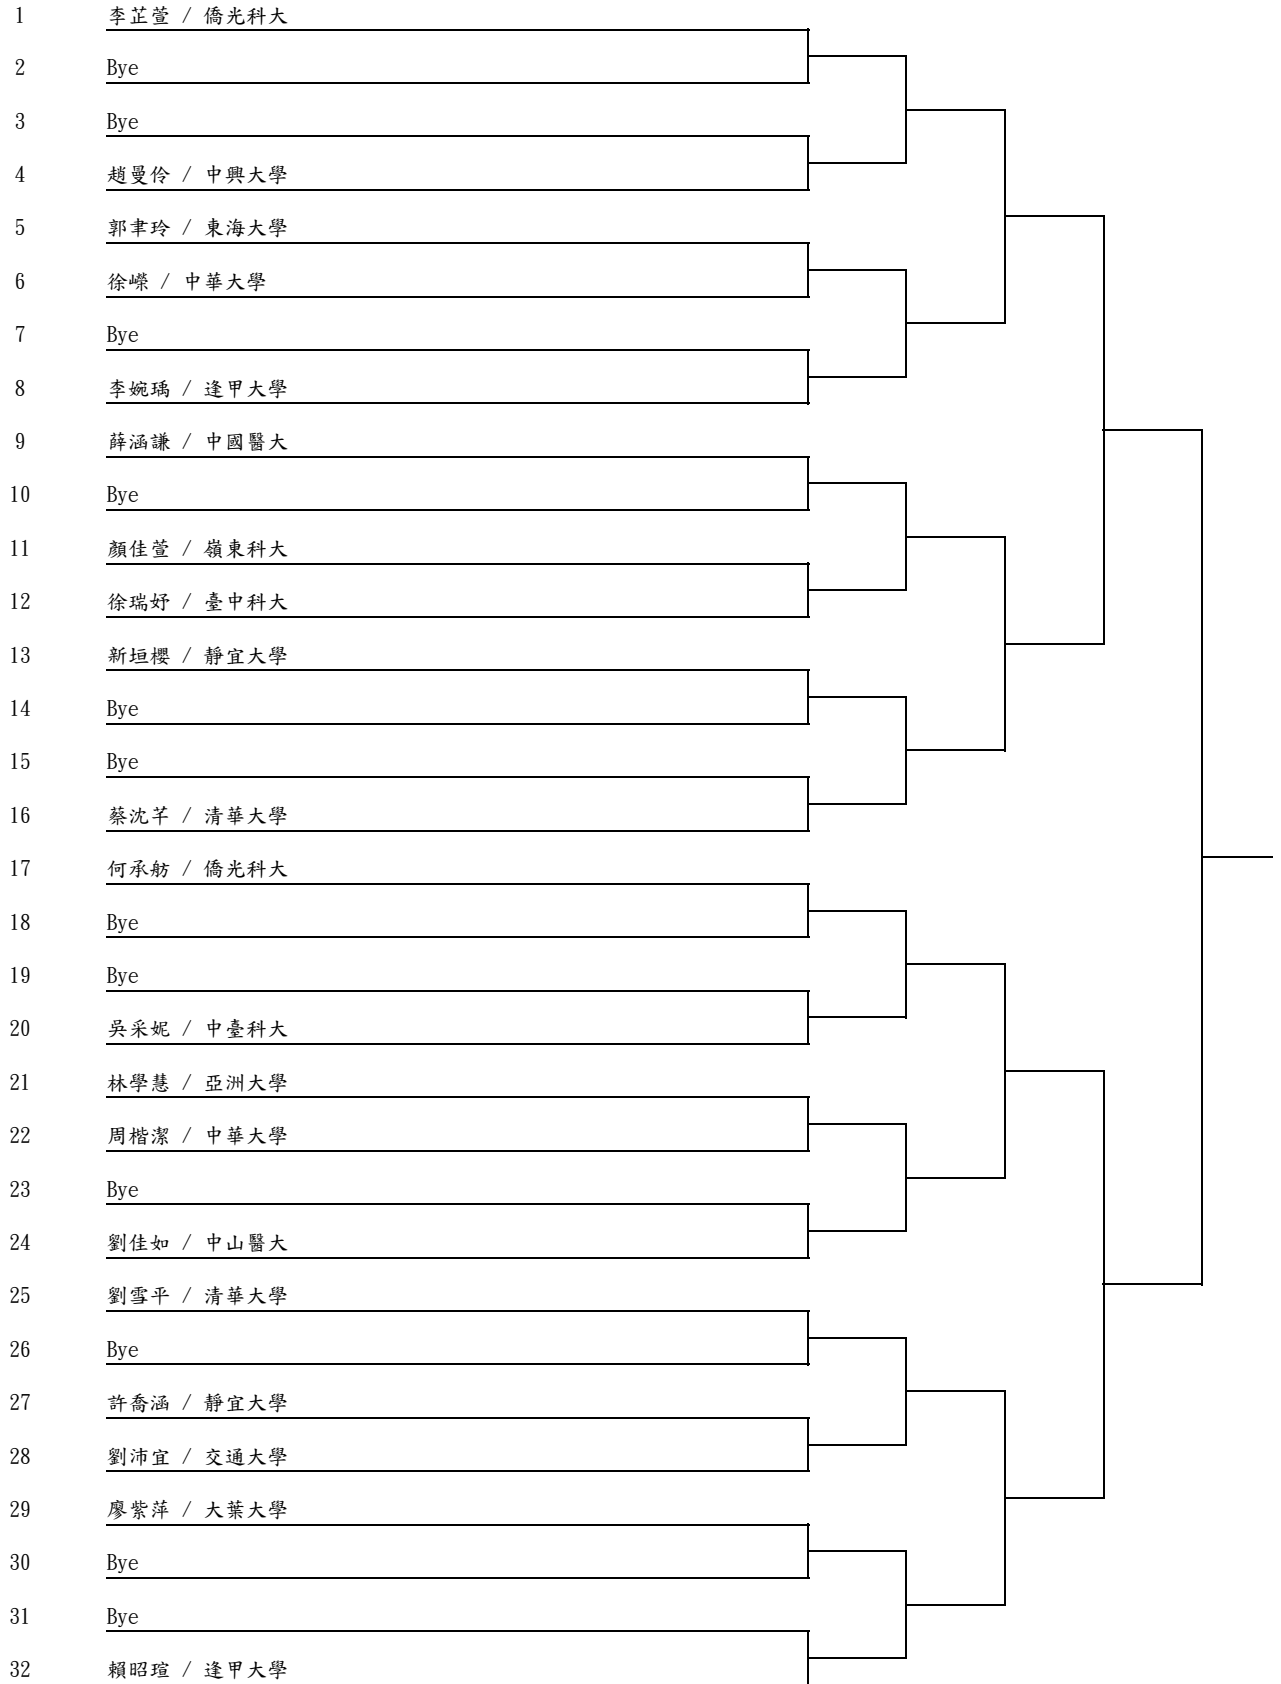 1 李芷萱 / 僑光科大
2 Bye
3 Bye
4 趙曼伶 / 中興大學
5 郭聿玲 / 東海大學
6 徐嶸 / 中華大學
7 Bye
8 李婉瑀 / 逢甲大學
9 薛涵謙 / 中國醫大
10 Bye
11 顏佳萱 / 嶺東科大
12 徐瑞妤 / 臺中科大
13 新垣櫻 / 靜宜大學
14 Bye
15 Bye
16 蔡沈芊 / 清華大學
17 何承舫 / 僑光科大
18 Bye
19 Bye
20 吳采妮 / 中臺科大
21 林學慧 / 亞洲大學
22 周楷潔 / 中華大學
23 Bye
24 劉佳如 / 中山醫大
25 劉雪平 / 清華大學
26 Bye
27 許喬涵 / 靜宜大學
28 劉沛宜 / 交通大學
29 廖紫萍 / 大葉大學
30 Bye
31 Bye
32 賴昭瑄 / 逢甲大學